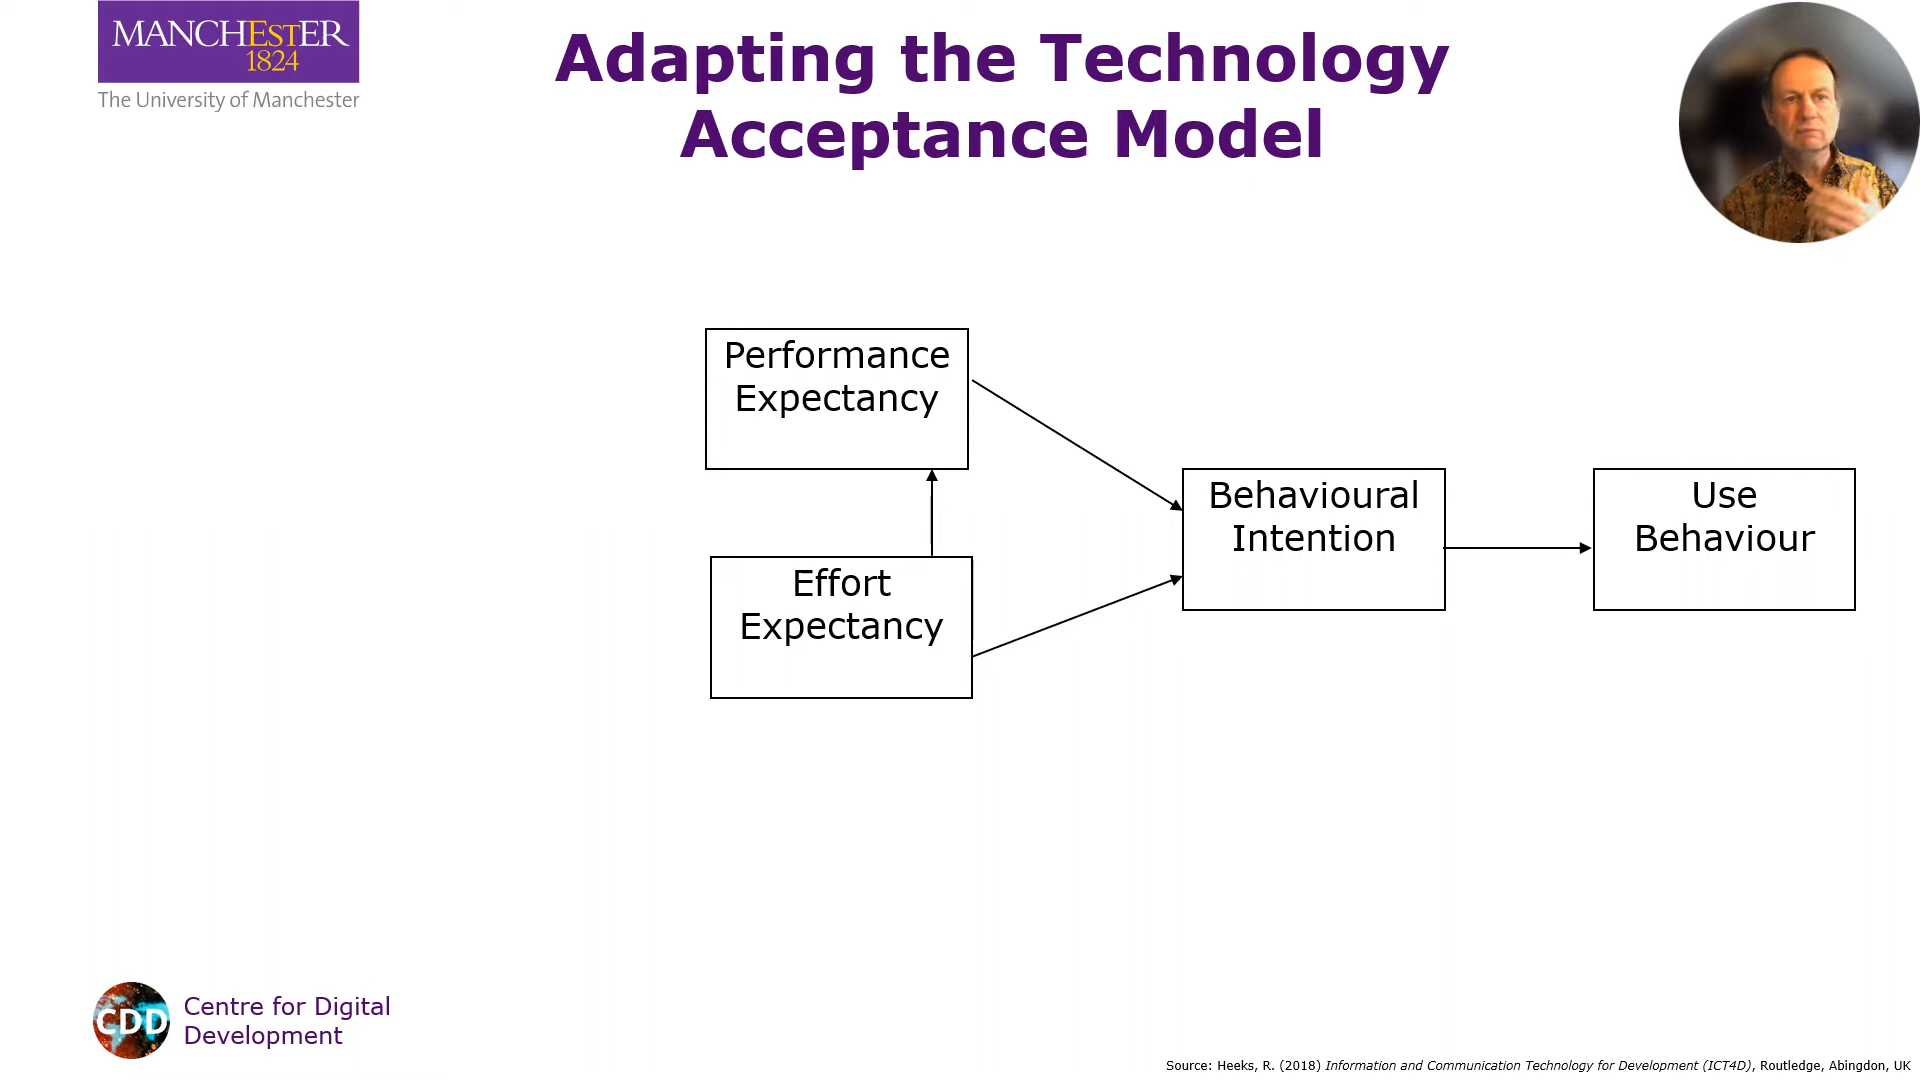 MANCHESTER
1824
The University of Manchester
Adapting the Technology
Acceptance Model
Performance
Expectancy
Effort
Expectancy
Behavioural
Intention
Use
Behaviour
CDD
Centre for Digital
Development
Source: Heeks, R. (2018) Information and Communication Technology for Development (ICT4D), Routledge, Abingdon, UK